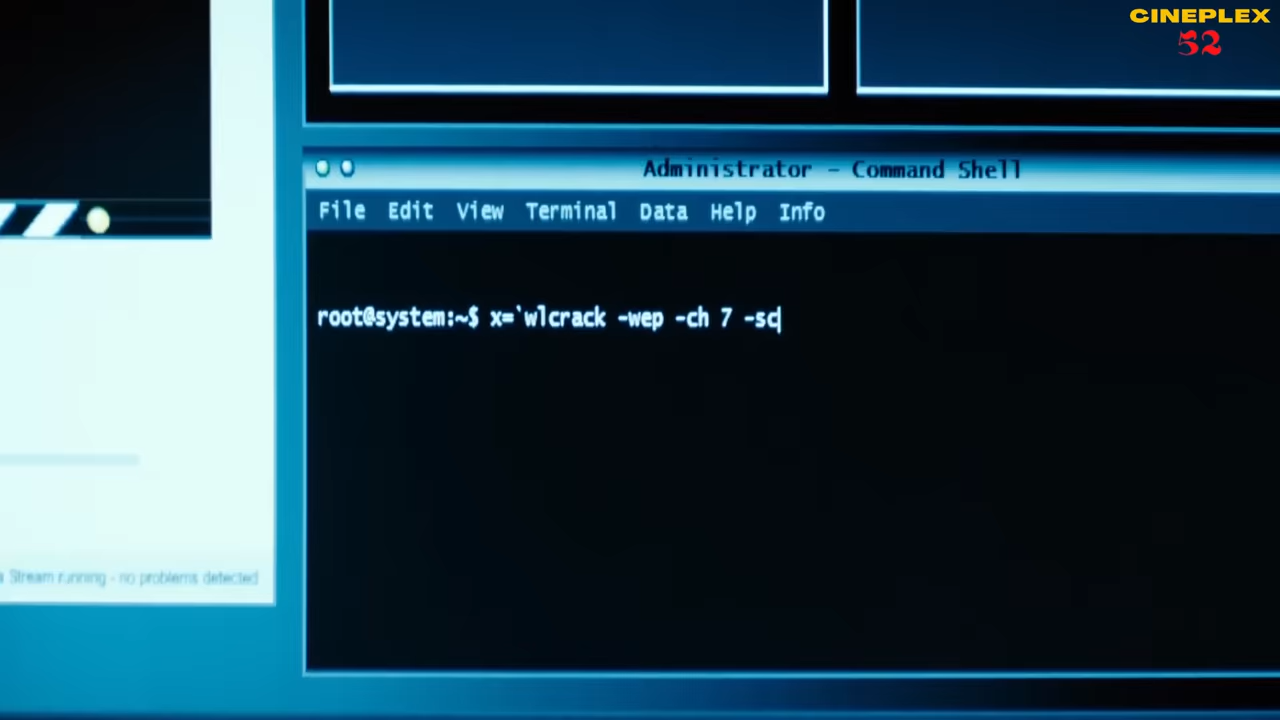 CINEPLEX
52
Administrator - Command Shell
File Edit View Terminal Data Help Info
root@system:~$ x=`wlcrack -wep -ch 7 -sc
Stream running - no problems detected